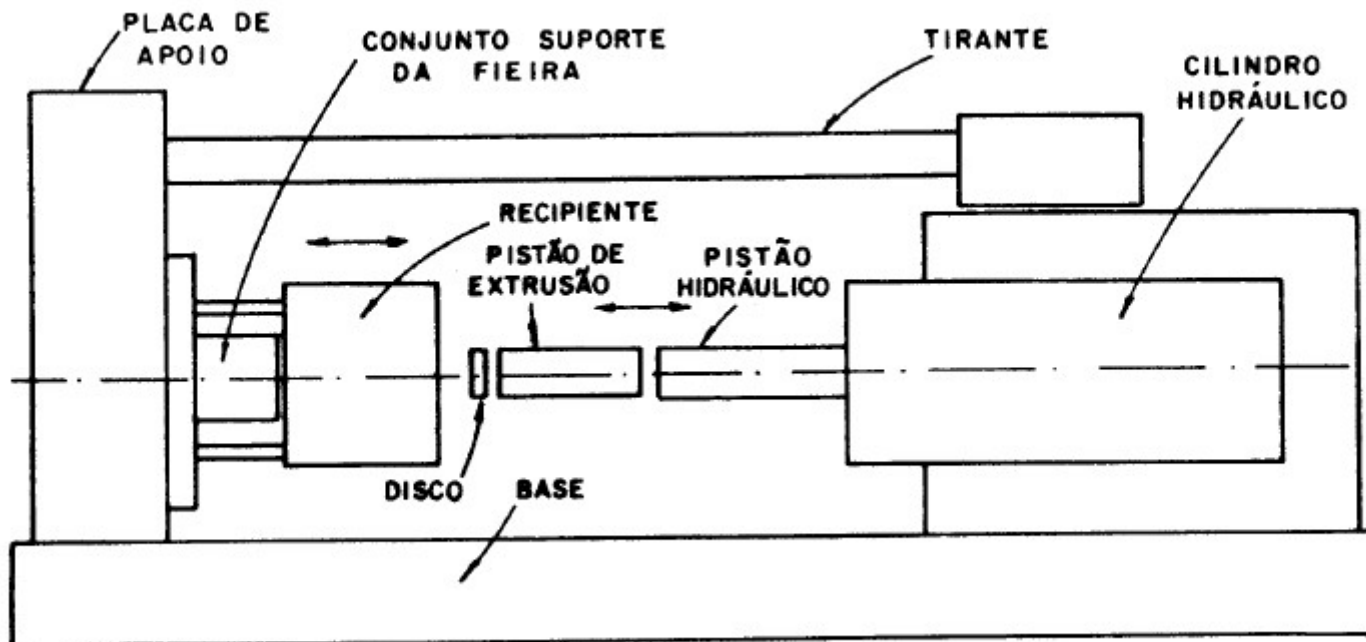 PLACA DE
APOIO
CONJUNTO SUPORTE
DA FIEIRA
TIRANTE
CILINDRO
HIDRÁULICO
RECIPIENTE
PISTÃO DE
EXTRUSÃO
PISTÃO
HIDRÁULICO
DISCO
BASE